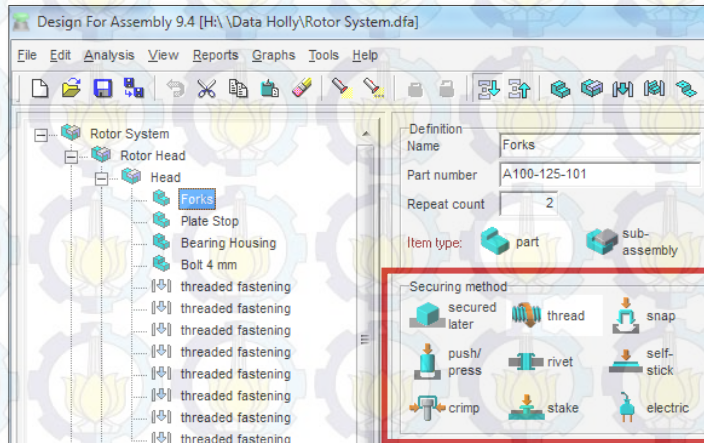 Design For Assembly 9.4 [H:\ \Data Holly\Rotor System.dfa]
File Edit Analysis View Reports Graphs Tools Help
Rotor System
Rotor Head
Head
Forks
Plate Stop
Bearing Housing
Bolt 4 mm
threaded fastening
threaded fastening
threaded fastening
threaded fastening
threaded fastening
threaded fastening
threaded fastening
threaded fastening
Definition
Name Forks
Part number A100-125-101
Repeat count 2
Item type: part sub-
assembly
Securing method
secured
later
thread
snap
push/
press
rivet
self-
stick
crimp
stake
electric